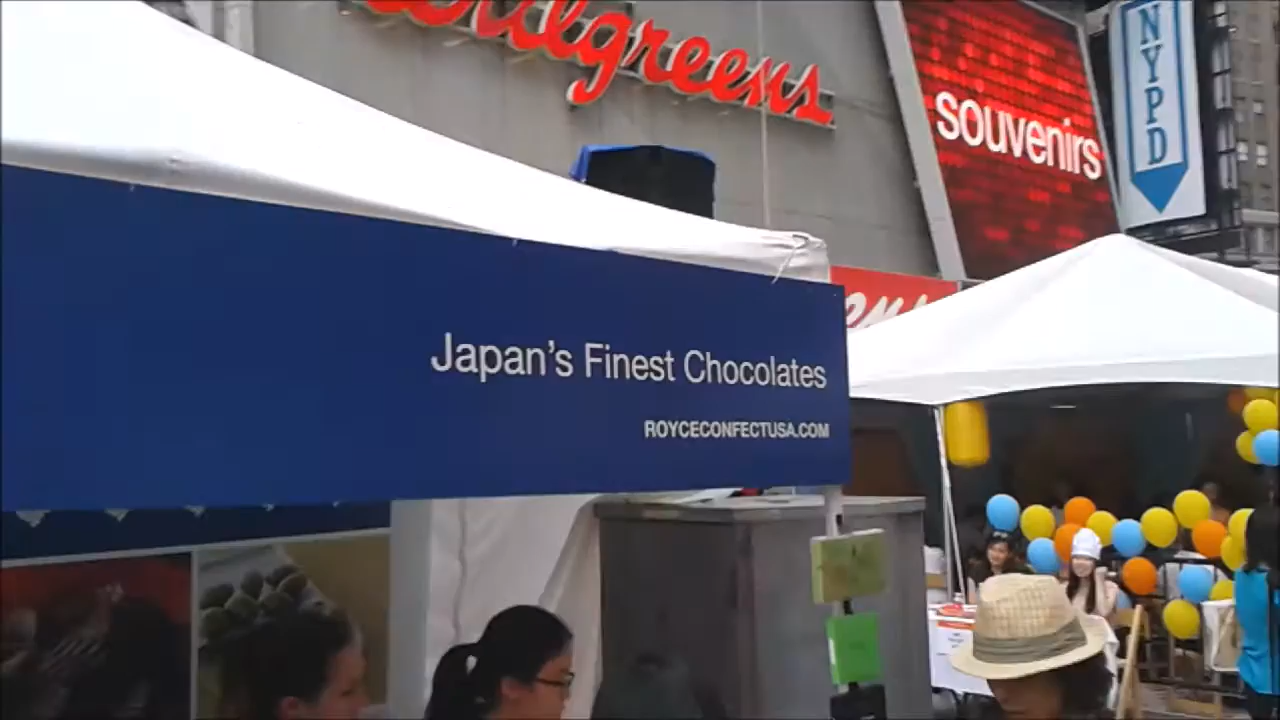 Walgreens
souvenirs
NYPD
Japan's Finest Chocolates
ROYCECONFECTUSA.COM